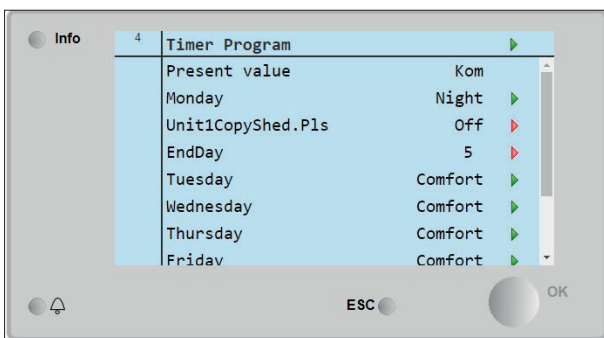 Info
4 Timer Program
Present value Kom
Monday Night
Unit1CopyShed.Pls Off
EndDay 5
Tuesday Comfort
Wednesday Comfort
Thursday Comfort
Friday Comfort
ESC
OK